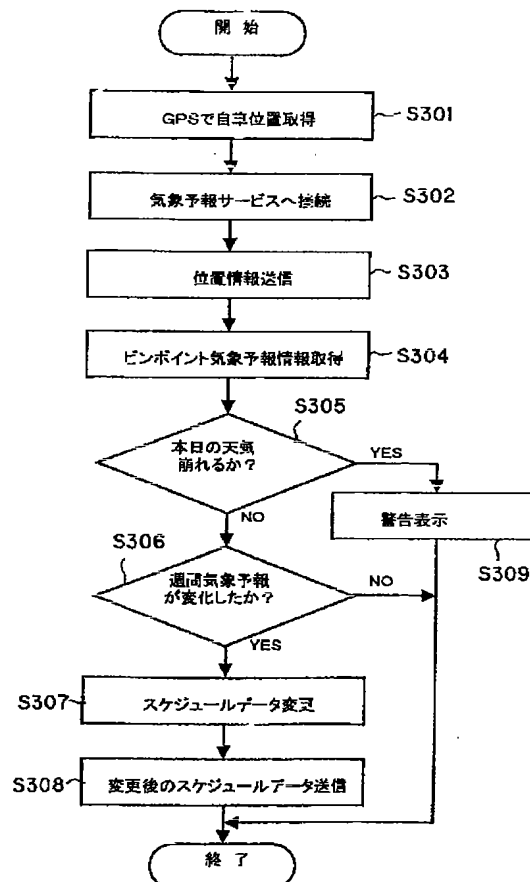 開 始
GPSで自車位置取得
S301
気象予報サービスへ接続
S302
位置情報送信
S303
ピンポイント気象予報情報取得
S304
S305
本日の天気
崩れるか？
YES
NO
警告表示
S309
S306
週間気象予報
が変化したか？
NO
YES
S307
スケジュールデータ変更
S308
変更後のスケジュールデータ送信
終 了